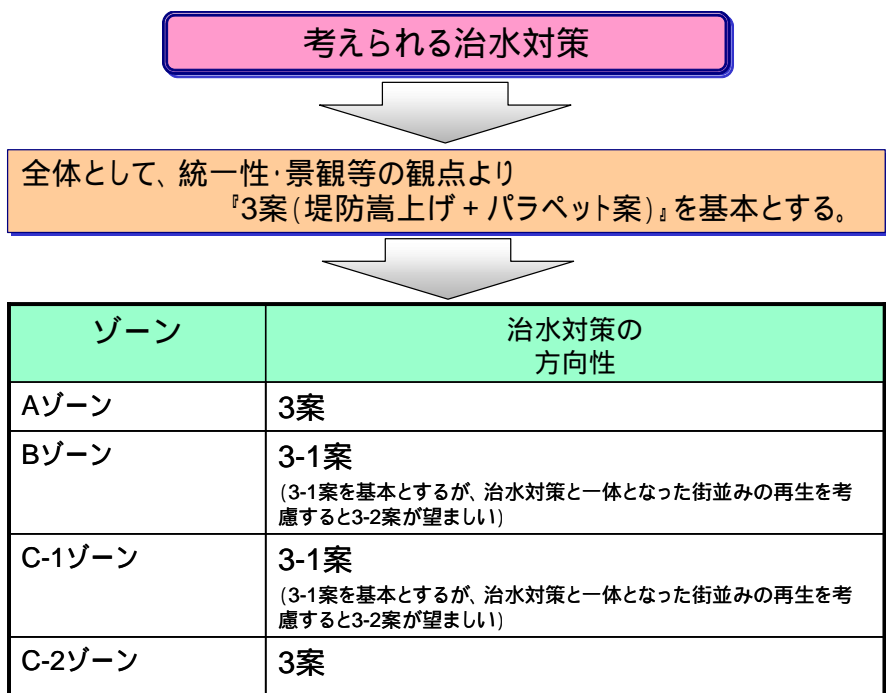 考えられる治水対策
全体として、統一性・景観等の観点より
『3案(堤防嵩上げ + パラペット案)』を基本とする。
ゾーン
治水対策の
方向性
Aゾーン
3案
Bゾーン
3-1案
(3-1案を基本とするが、治水対策と一体となった街並みの再生を考
慮すると3-2案が望ましい)
C-1ゾーン
3-1案
(3-1案を基本とするが、治水対策と一体となった街並みの再生を考
慮すると3-2案が望ましい)
C-2ゾーン
3案